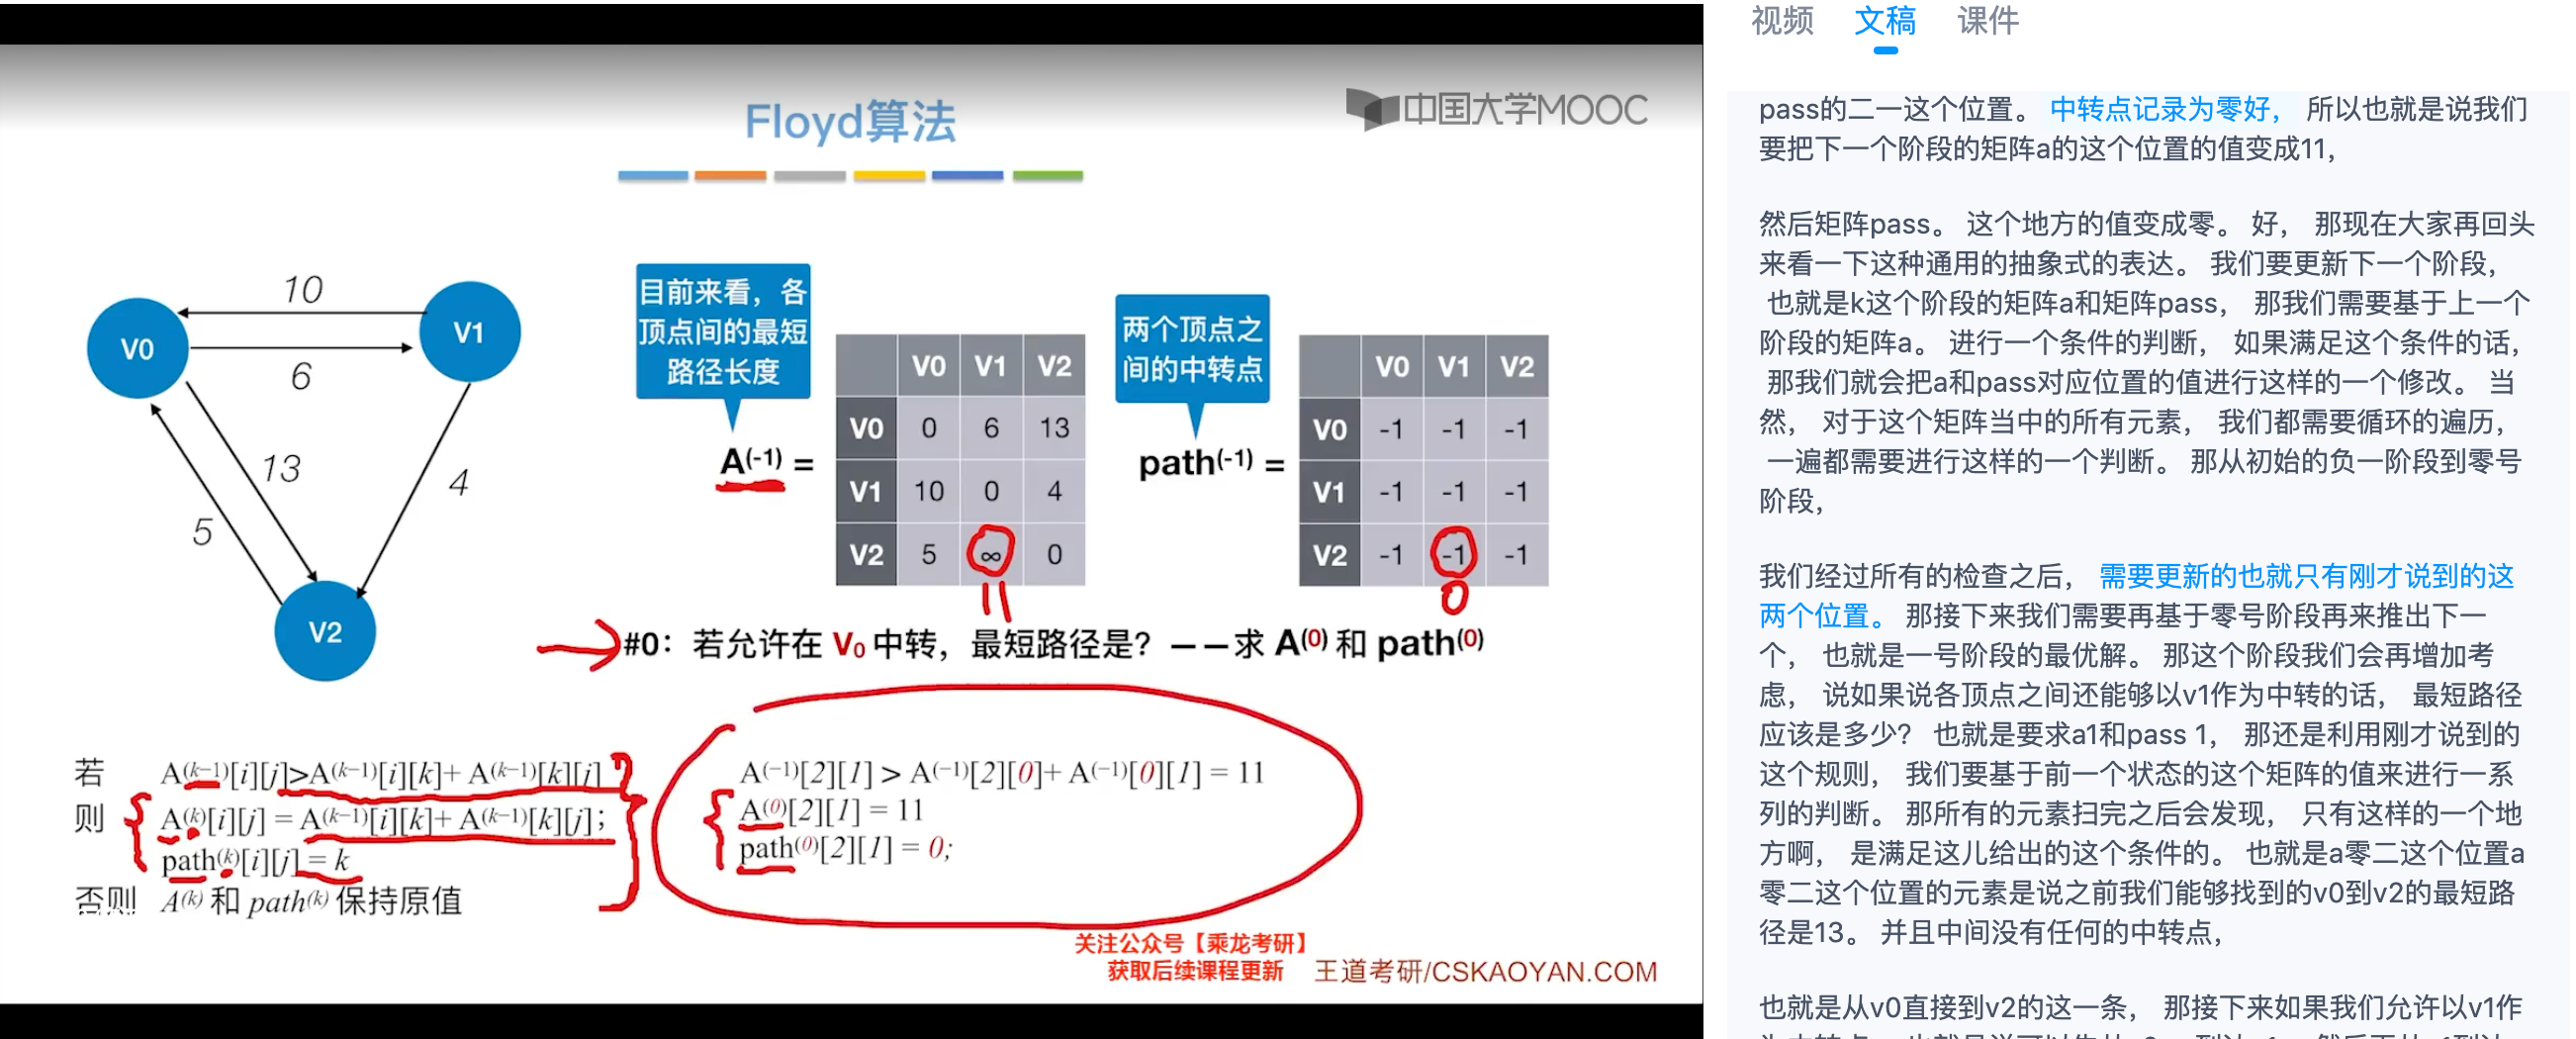 Floyd算法
中国大学MOOC
10
V0
V1
6
13
4
5
V2
目前来看，各
顶点间的最短
路径长度
A(-1) =
V0 V1 V2
V0 0 6 13
V1 10 0 4
V2 5 ∞ 0
11
两个顶点之
间的中转点
path(-1) =
V0 V1 V2
V0 -1 -1 -1
V1 -1 -1 -1
V2 -1 -1 -1
0
#0：若允许在 V0 中转，最短路径是？——求 A(0) 和 path(0)
若 A(k-1)[i][j]>A(k-1)[i][k]+ A(k-1)[k][j]
则 A(k)[i][j] = A(k-1)[i][k]+ A(k-1)[k][j];
path(k)[i][j] = k
否则 A(k) 和 path(k) 保持原值
A(-1)[2][1] > A(-1)[2][0]+ A(-1)[0][1] = 11
A(0)[2][1] = 11
path(0)[2][1] = 0;
关注公众号【乘龙考研】
获取后续课程更新
王道考研/CSKAOYAN.COM
视频 文稿 课件
pass的二一这个位置。 中转点记录为零好， 所以也就是说我们
要把下一个阶段的矩阵a的这个位置的值变成11，
然后矩阵pass。 这个地方的值变成零。 好， 那现在大家再回头
来看一下这种通用的抽象式的表达。 我们要更新下一个阶段，
也就是k这个阶段的矩阵a和矩阵pass， 那我们需要基于上一个
阶段的矩阵a。 进行一个条件的判断， 如果满足这个条件的话，
那我们就会把a和pass对应位置的值进行这样的一个修改。 当
然， 对于这个矩阵当中的所有元素， 我们都需要循环的遍历，
一遍都需要进行这样的一个判断。 那从初始的负一阶段到零号
阶段，
我们经过所有的检查之后， 需要更新的也就只有刚才说到的这
两个位置。 那接下来我们需要再基于零号阶段再来推出下一
个， 也就是一号阶段的最优解。 那这个阶段我们会再增加考
虑， 说如果说各顶点之间还能够以v1作为中转的话， 最短路径
应该是多少？ 也就是要求a1和pass 1， 那还是利用刚才说到的
这个规则， 我们要基于前一个状态的这个矩阵的值来进行一系
列的判断。 那所有的元素扫完之后会发现， 只有这样的一个地
方啊， 是满足这儿给出的这个条件的。 也就是a零二这个位置a
零二这个位置的元素是说之前我们能够找到的v0到v2的最短路
径是13。 并且中间没有任何的中转点，
也就是从v0直接到v2的这一条， 那接下来如果我们允许以v1作